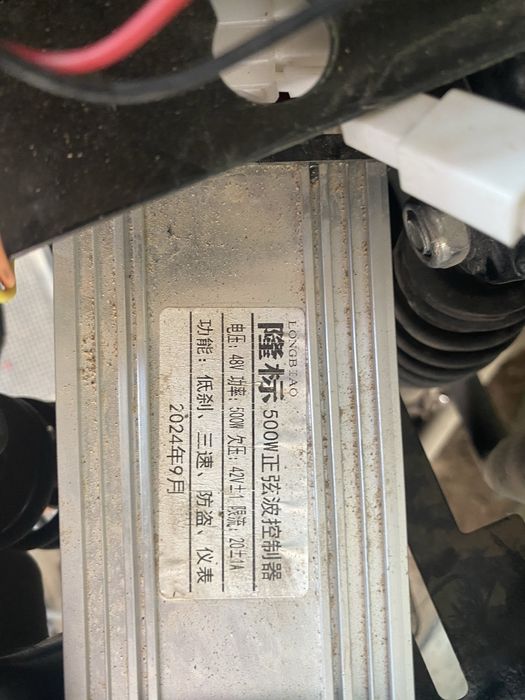 LONGB TAO
隆标 500W正弦波控制器
电压: 48V 功率: 500W 欠压: 42V±1 限流: 20±1A
功能: 低刹、三速、防盗、仪表
2024年9月